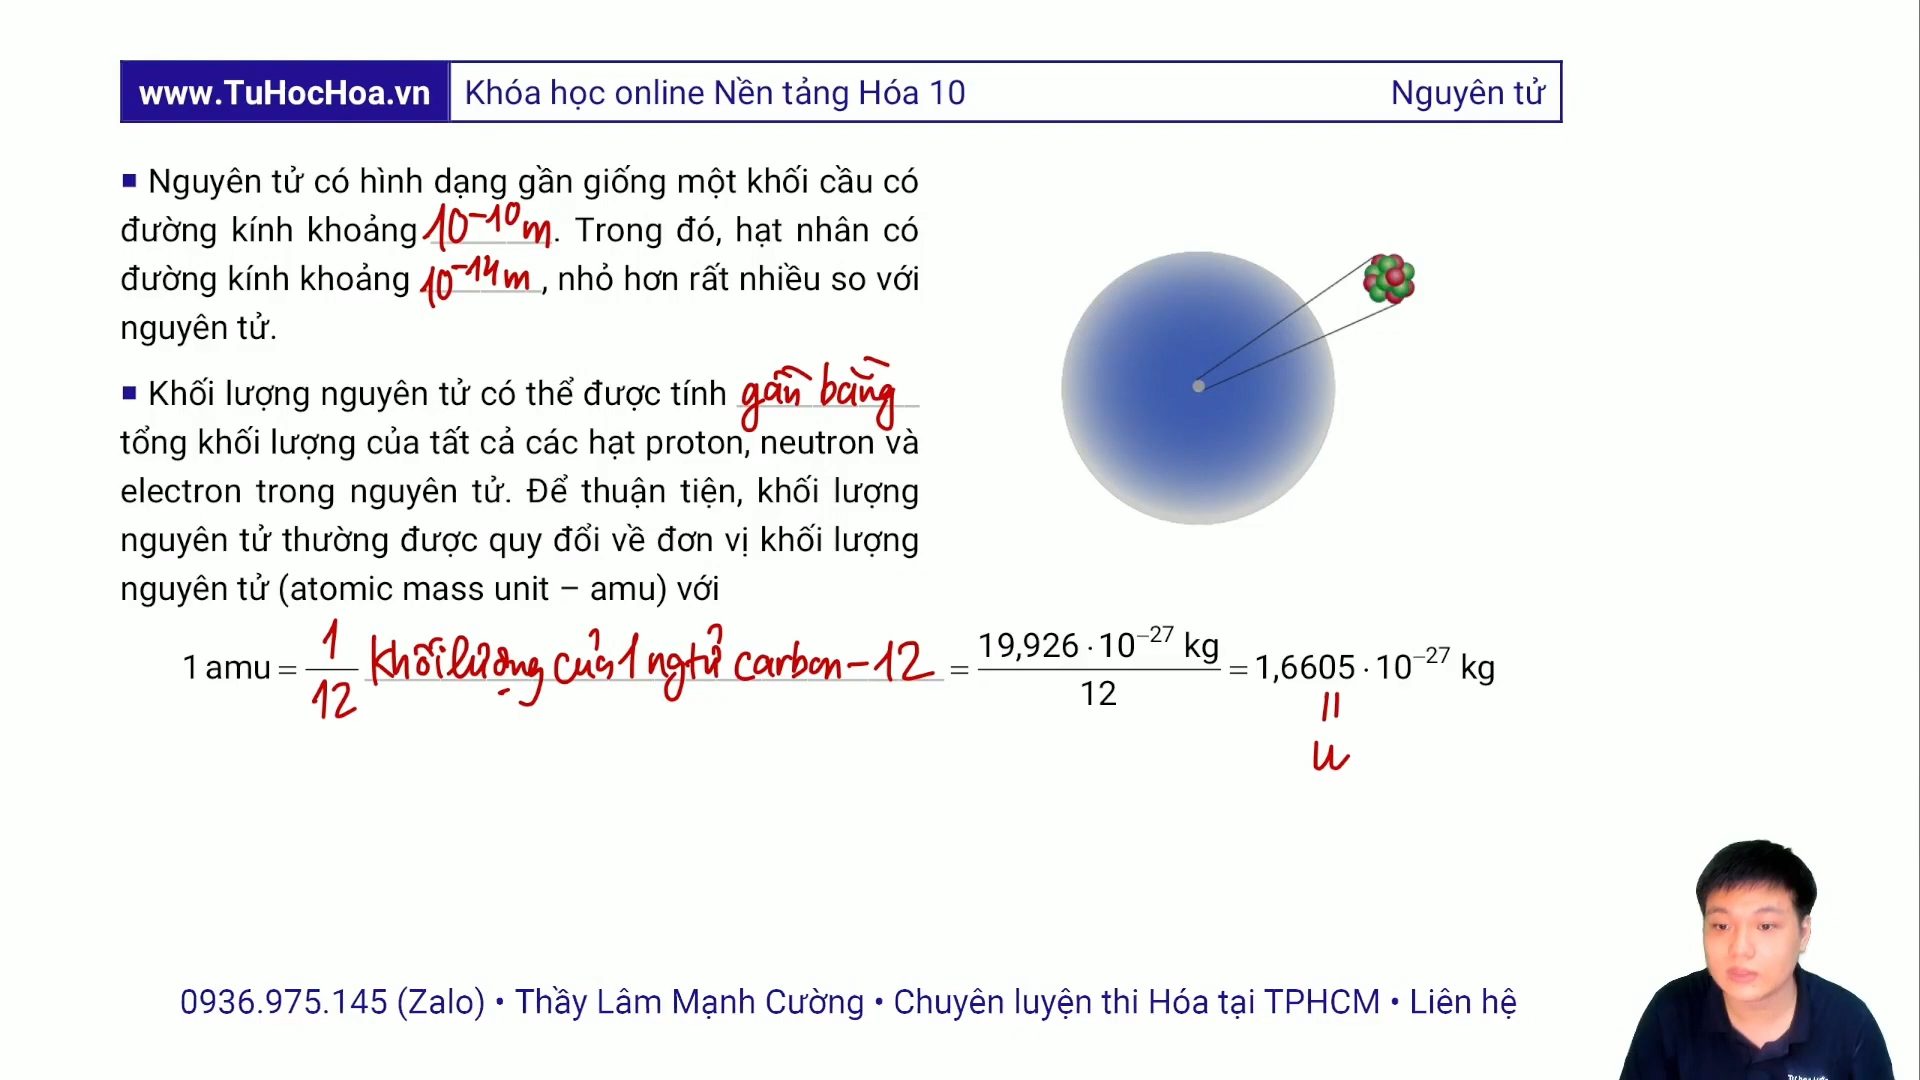 www.TuHocHoa.vn Khóa học online Nền tảng Hóa 10 Nguyên tử
▪ Nguyên tử có hình dạng gần giống một khối cầu có
đường kính khoảng 10⁻¹⁰m. Trong đó, hạt nhân có
đường kính khoảng 10⁻¹⁴m, nhỏ hơn rất nhiều so với
nguyên tử.
▪ Khối lượng nguyên tử có thể được tính gần bằng
tổng khối lượng của tất cả các hạt proton, neutron và
electron trong nguyên tử. Để thuận tiện, khối lượng
nguyên tử thường được quy đổi về đơn vị khối lượng
nguyên tử (atomic mass unit – amu) với
1 amu = 1/12 khối lượng của 1 ngtử carbon-12 = 19,926 · 10⁻²⁷ kg / 12 = 1,6605 · 10⁻²⁷ kg
=
u
0936.975.145 (Zalo) • Thầy Lâm Mạnh Cường • Chuyên luyện thi Hóa tại TPHCM • Liên hệ